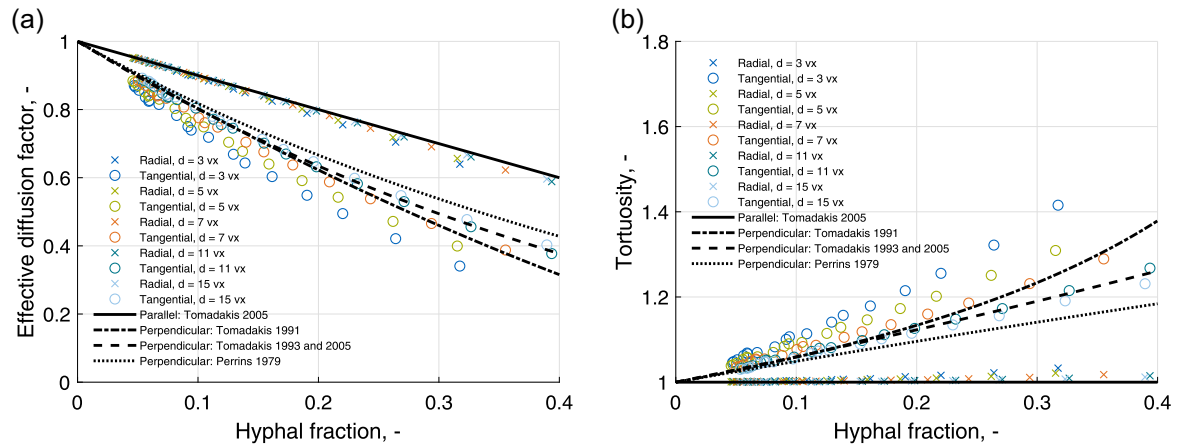 (a)
Effective diffusion factor, -
1
0.8
0.6
0.4
0.2
0
Radial, d = 3 vx
Tangential, d = 3 vx
Radial, d = 5 vx
Tangential, d = 5 vx
Radial, d = 7 vx
Tangential, d = 7 vx
Radial, d = 11 vx
Tangential, d = 11 vx
Radial, d = 15 vx
Tangential, d = 15 vx
Parallel: Tomadakis 2005
Perpendicular: Tomadakis 1991
Perpendicular: Tomadakis 1993 and 2005
Perpendicular: Perrins 1979
0 0.1 0.2 0.3 0.4
Hyphal fraction, -
(b)
Tortuosity, -
1.8
1.6
1.4
1.2
1
Radial, d = 3 vx
Tangential, d = 3 vx
Radial, d = 5 vx
Tangential, d = 5 vx
Radial, d = 7 vx
Tangential, d = 7 vx
Radial, d = 11 vx
Tangential, d = 11 vx
Radial, d = 15 vx
Tangential, d = 15 vx
Parallel: Tomadakis 2005
Perpendicular: Tomadakis 1991
Perpendicular: Tomadakis 1993 and 2005
Perpendicular: Perrins 1979
0 0.1 0.2 0.3 0.4
Hyphal fraction, -